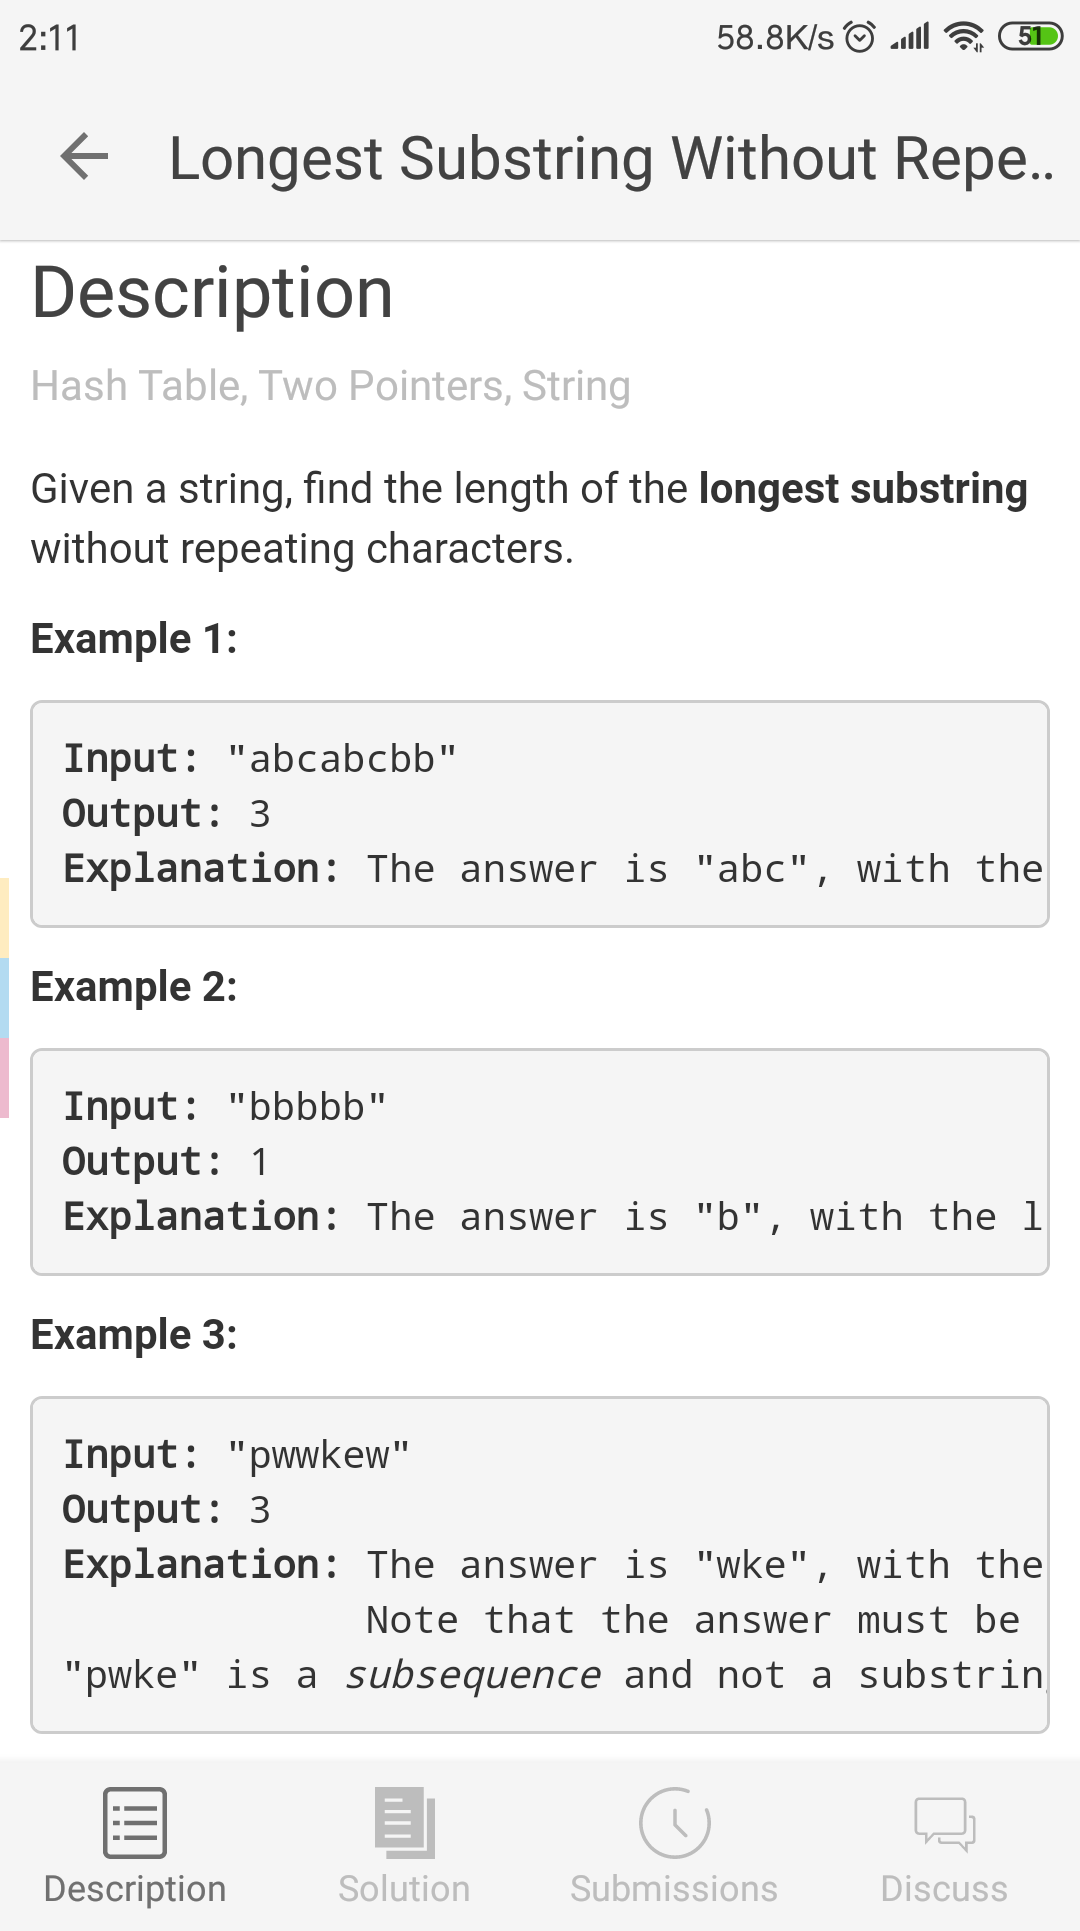 2:11 58.8K/s 51
Longest Substring Without Repe..
Description
Hash Table, Two Pointers, String
Given a string, find the length of the longest substring
without repeating characters.
Example 1:
Input: "abcabcbb"
Output: 3
Explanation: The answer is "abc", with the
Example 2:
Input: "bbbbb"
Output: 1
Explanation: The answer is "b", with the l
Example 3:
Input: "pwwkew"
Output: 3
Explanation: The answer is "wke", with the
Note that the answer must be
"pwke" is a subsequence and not a substrin
Description Solution Submissions Discuss